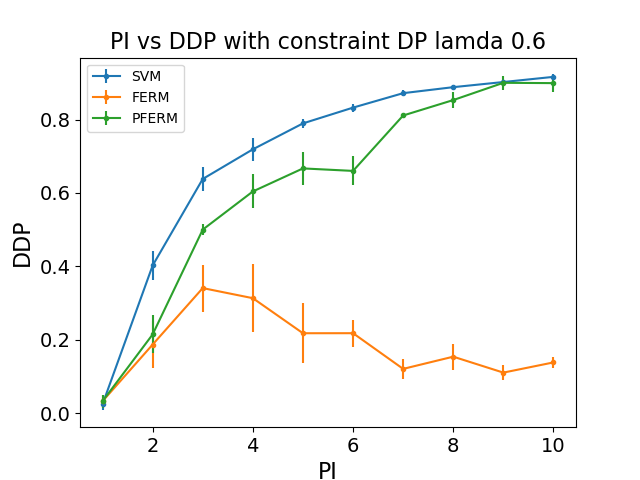 PI vs DDP with constraint DP lamda 0.6
SVM
FERM
PFERM
DDP
0.8
0.6
0.4
0.2
0.0
2 4 6 8 10
PI